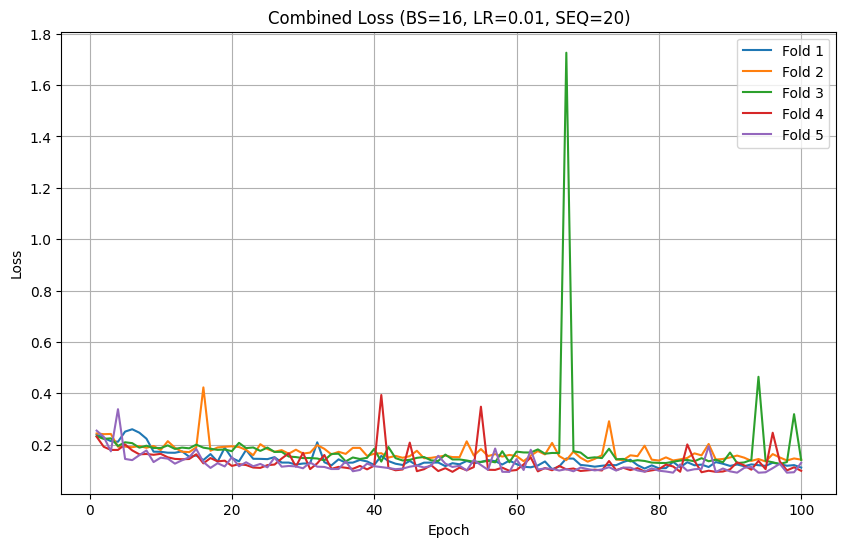 Combined Loss (BS=16, LR=0.01, SEQ=20)
1.8
1.6
1.4
1.2
1.0
0.8
0.6
0.4
0.2
Loss
Fold 1
Fold 2
Fold 3
Fold 4
Fold 5
0 20 40 60 80 100
Epoch